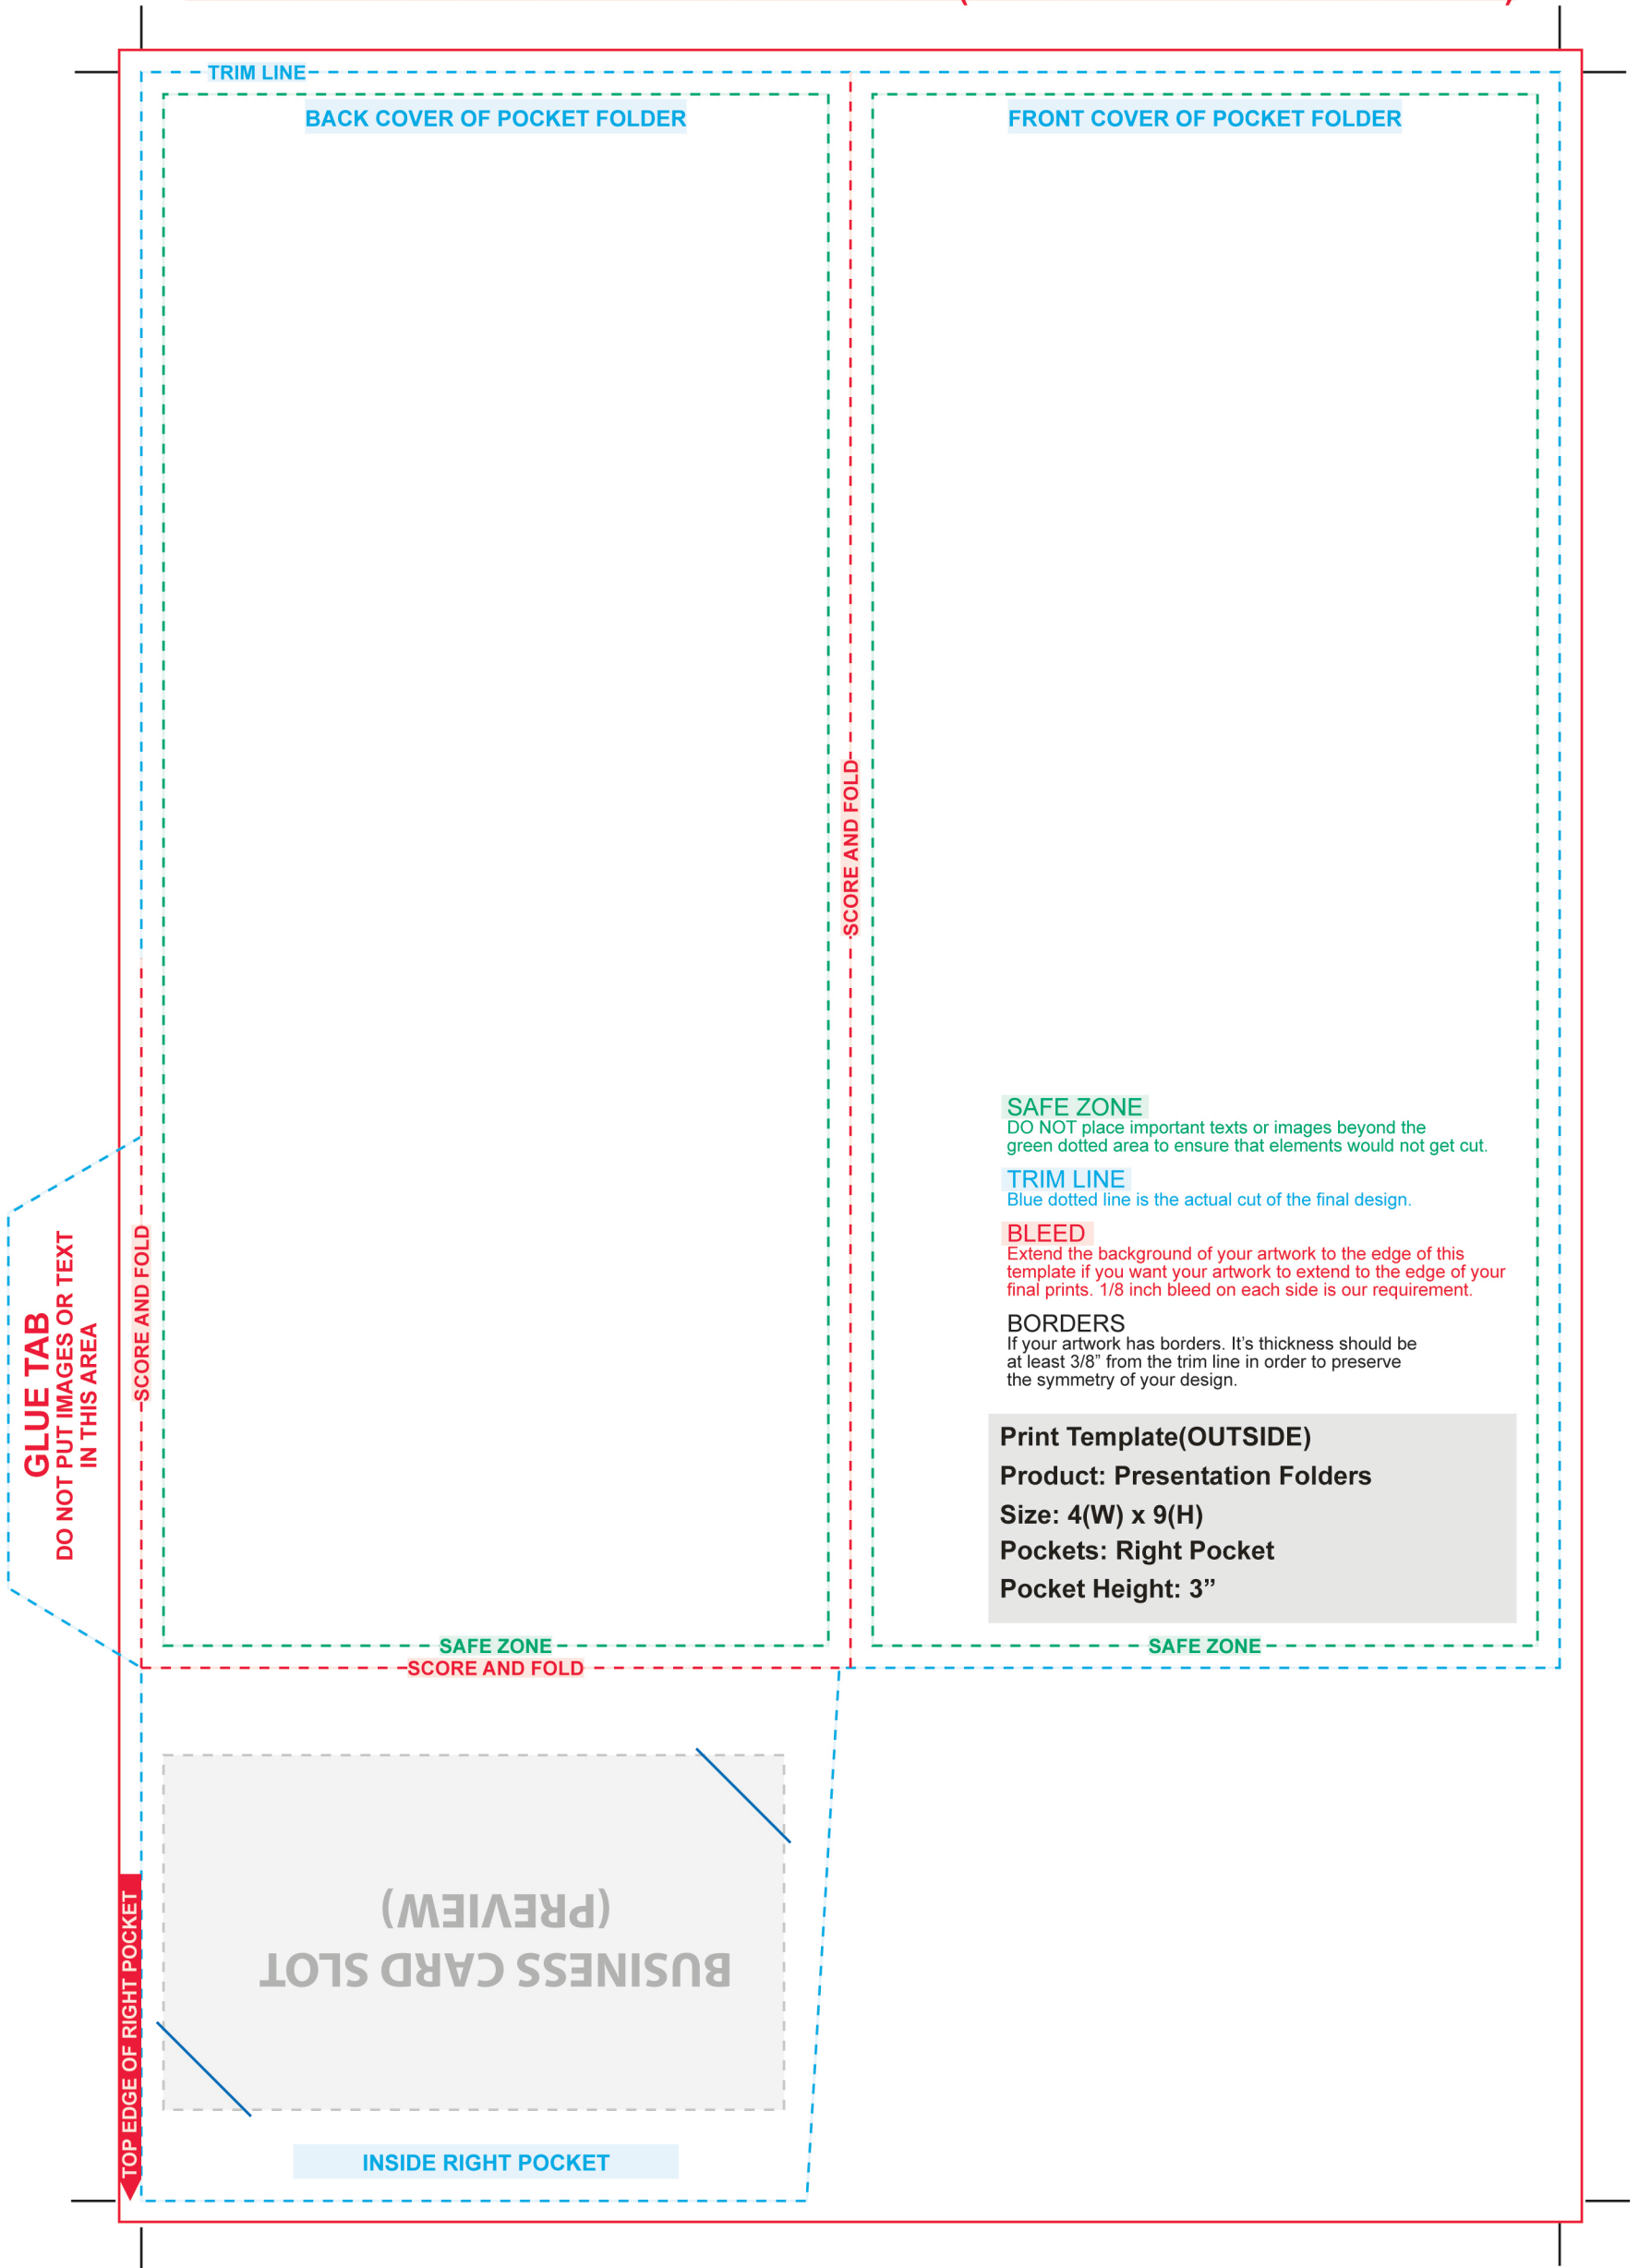 TRIM LINE
BACK COVER OF POCKET FOLDER
FRONT COVER OF POCKET FOLDER
SCORE AND FOLD
SAFE ZONE
DO NOT place important texts or images beyond the
green dotted area to ensure that elements would not get cut.
TRIM LINE
Blue dotted line is the actual cut of the final design.
BLEED
Extend the background of your artwork to the edge of this
template if you want your artwork to extend to the edge of your
final prints. 1/8 inch bleed on each side is our requirement.
BORDERS
If your artwork has borders. It’s thickness should be
at least 3/8” from the trim line in order to preserve
the symmetry of your design.
GLUE TAB
DO NOT PUT IMAGES OR TEXT
IN THIS AREA
SCORE AND FOLD
Print Template(OUTSIDE)
Product: Presentation Folders
Size: 4(W) x 9(H)
Pockets: Right Pocket
Pocket Height: 3”
SAFE ZONE
SAFE ZONE
SCORE AND FOLD
BUSINESS CARD SLOT
(PREVIEW)
TOP EDGE OF RIGHT POCKET
INSIDE RIGHT POCKET